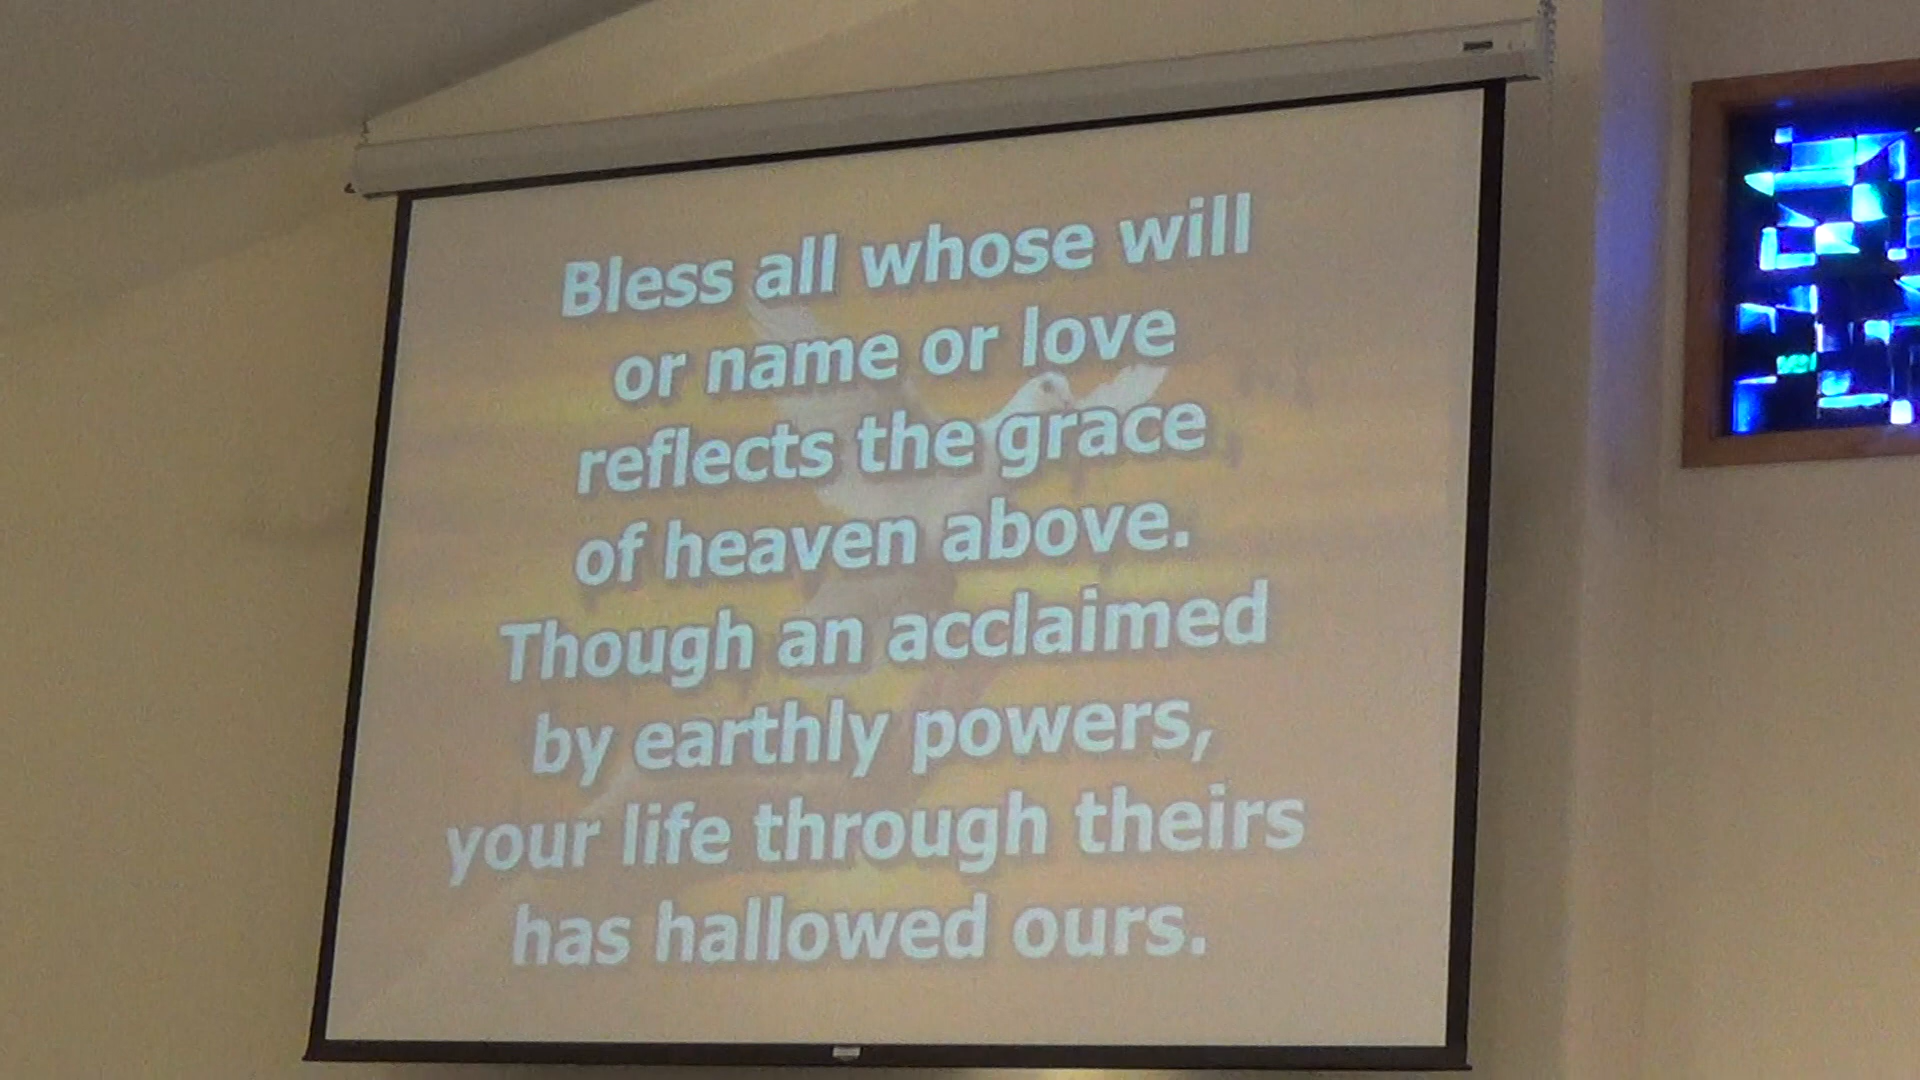 Bless all whose will
or name or love
reflects the grace
of heaven above.
Though an acclaimed
by earthly powers,
your life through theirs
has hallowed ours.